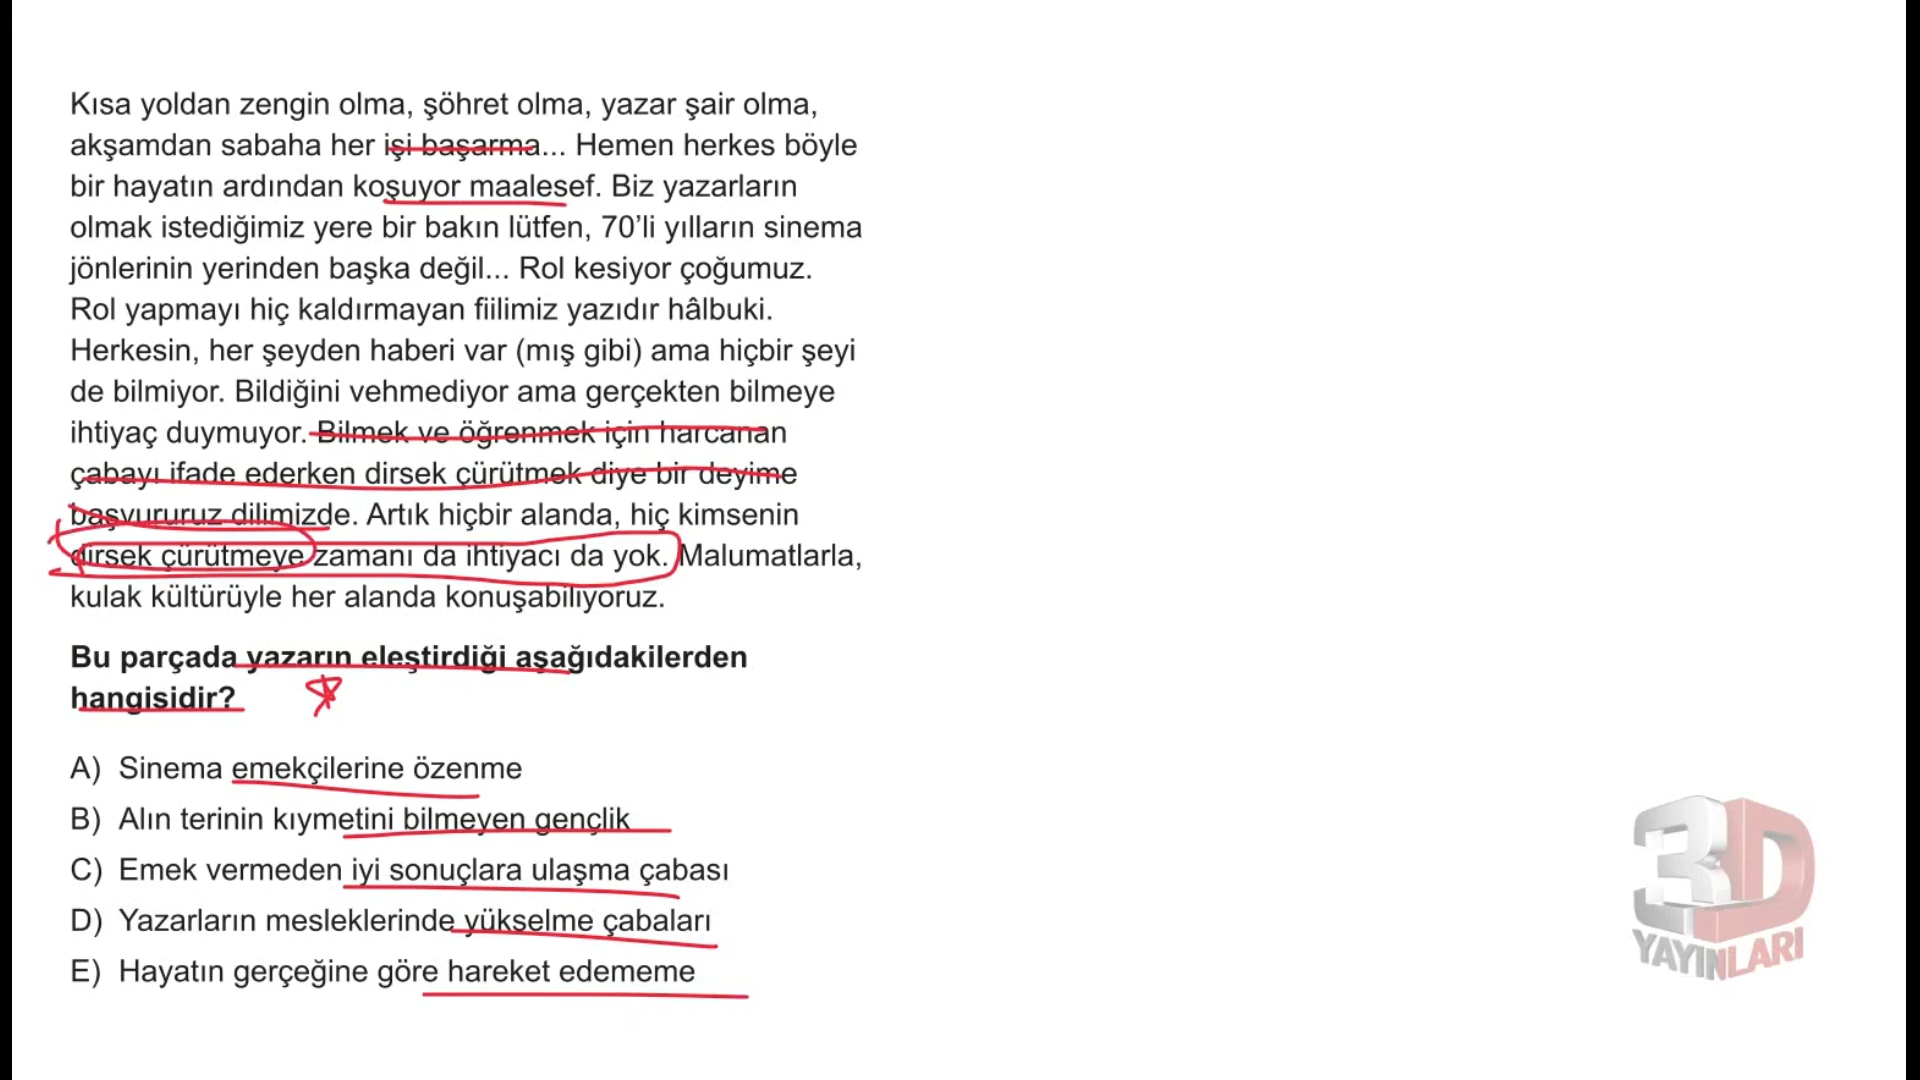 Kısa yoldan zengin olma, şöhret olma, yazar şair olma,
akşamdan sabaha her işi başarma... Hemen herkes böyle
bir hayatın ardından koşuyor maalesef. Biz yazarların
olmak istediğimiz yere bir bakın lütfen, 70’li yılların sinema
jönlerinin yerinden başka değil... Rol kesiyor çoğumuz.
Rol yapmayı hiç kaldırmayan fiilimiz yazıdır hâlbuki.
Herkesin, her şeyden haberi var (mış gibi) ama hiçbir şeyi
de bilmiyor. Bildiğini vehmediyor ama gerçekten bilmeye
ihtiyaç duymuyor. Bilmek ve öğrenmek için harcanan
çabayı ifade ederken dirsek çürütmek diye bir deyime
başvururuz dilimizde. Artık hiçbir alanda, hiç kimsenin
dirsek çürütmeye zamanı da ihtiyacı da yok. Malumatlarla,
kulak kültürüyle her alanda konuşabiliyoruz.
Bu parçada yazarın eleştirdiği aşağıdakilerden
hangisidir?
A) Sinema emekçilerine özenme
B) Alın terinin kıymetini bilmeyen gençlik
C) Emek vermeden iyi sonuçlara ulaşma çabası
D) Yazarların mesleklerinde yükselme çabaları
E) Hayatın gerçeğine göre hareket edememe
3D
YAYINLARI